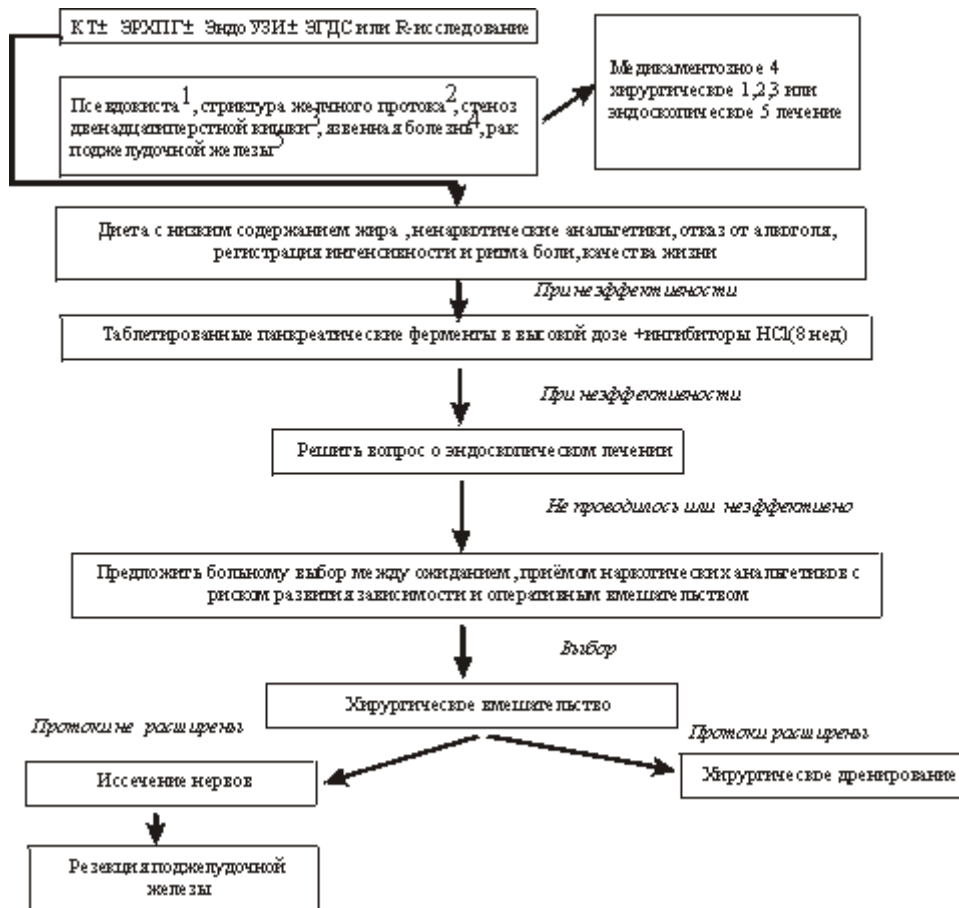 КТ± ЭРХПГ± Эндо УЗИ± ЭГДС или R-исследование
Псевдокиста1, стриктура желчного протока2, стеноз
двенадцатиперстной кишки3, язвенная болезнь4, рак
поджелудочной железы5
Медикаментозное 4
хирургическое 1,2,3 или
эндоскопическое 5 лечение
Диета с низким содержанием жира, ненаркотические анальгетики, отказ от алкоголя,
регистрация интенсивности и ритма боли, качества жизни
При неэффективости
Таблетированные панкреатические ферменты в высокой дозе +ингибиторы HCl(8 нед)
При неэффективности
Решить вопрос о эндоскопическом лечении
Не проводилось или неэффективно
Предложить больному выбор между ожиданием, приёмом наркотических анальгетиков с
риском развития зависимости и оперативным вмешательством
Выбор
Хирургическое вмешательство
Протоки не расширены
Протоки расширены
Иссечение нервов
Хирургическое дренирование
Резекция поджелудочной
железы